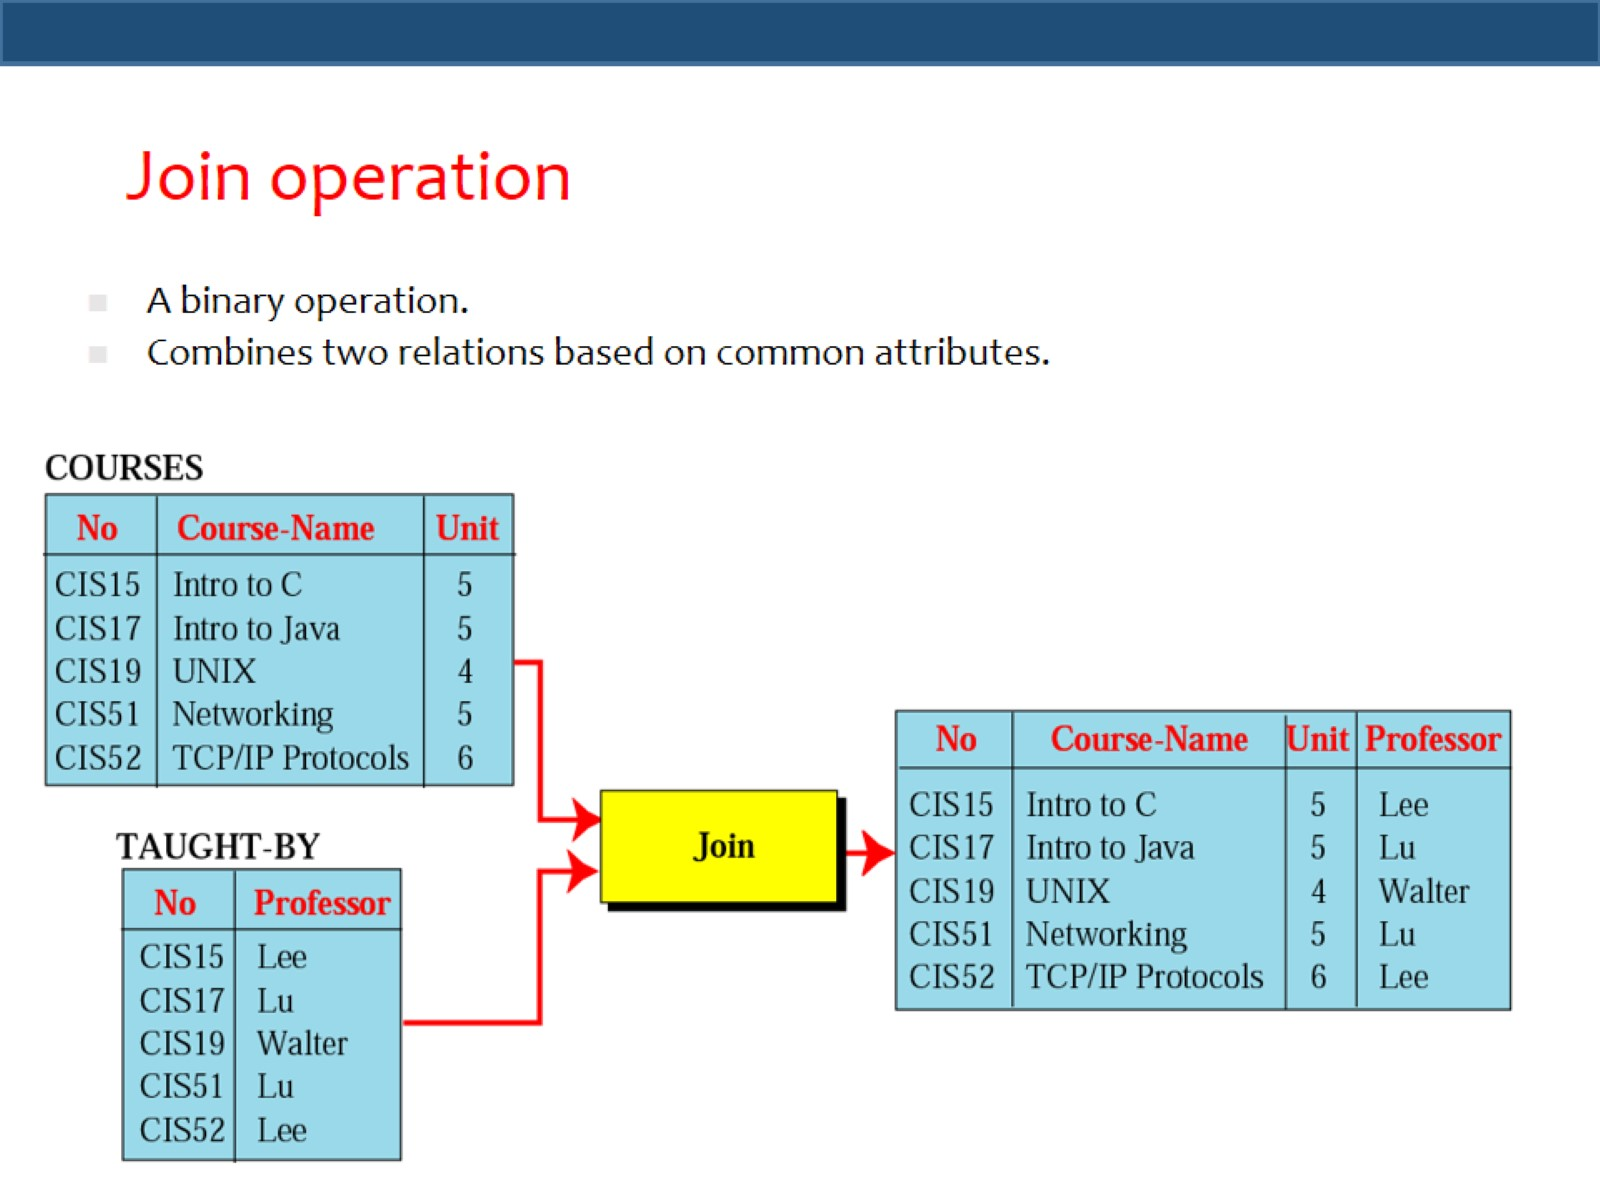 Join operation
A binary operation.
Combines two relations based on common attributes.
COURSES
No Course-Name Unit
CIS15 Intro to C 5
CIS17 Intro to Java 5
CIS19 UNIX 4
CIS51 Networking 5
CIS52 TCP/IP Protocols 6
TAUGHT-BY
No Professor
CIS15 Lee
CIS17 Lu
CIS19 Walter
CIS51 Lu
CIS52 Lee
Join
No Course-Name Unit Professor
CIS15 Intro to C 5 Lee
CIS17 Intro to Java 5 Lu
CIS19 UNIX 4 Walter
CIS51 Networking 5 Lu
CIS52 TCP/IP Protocols 6 Lee